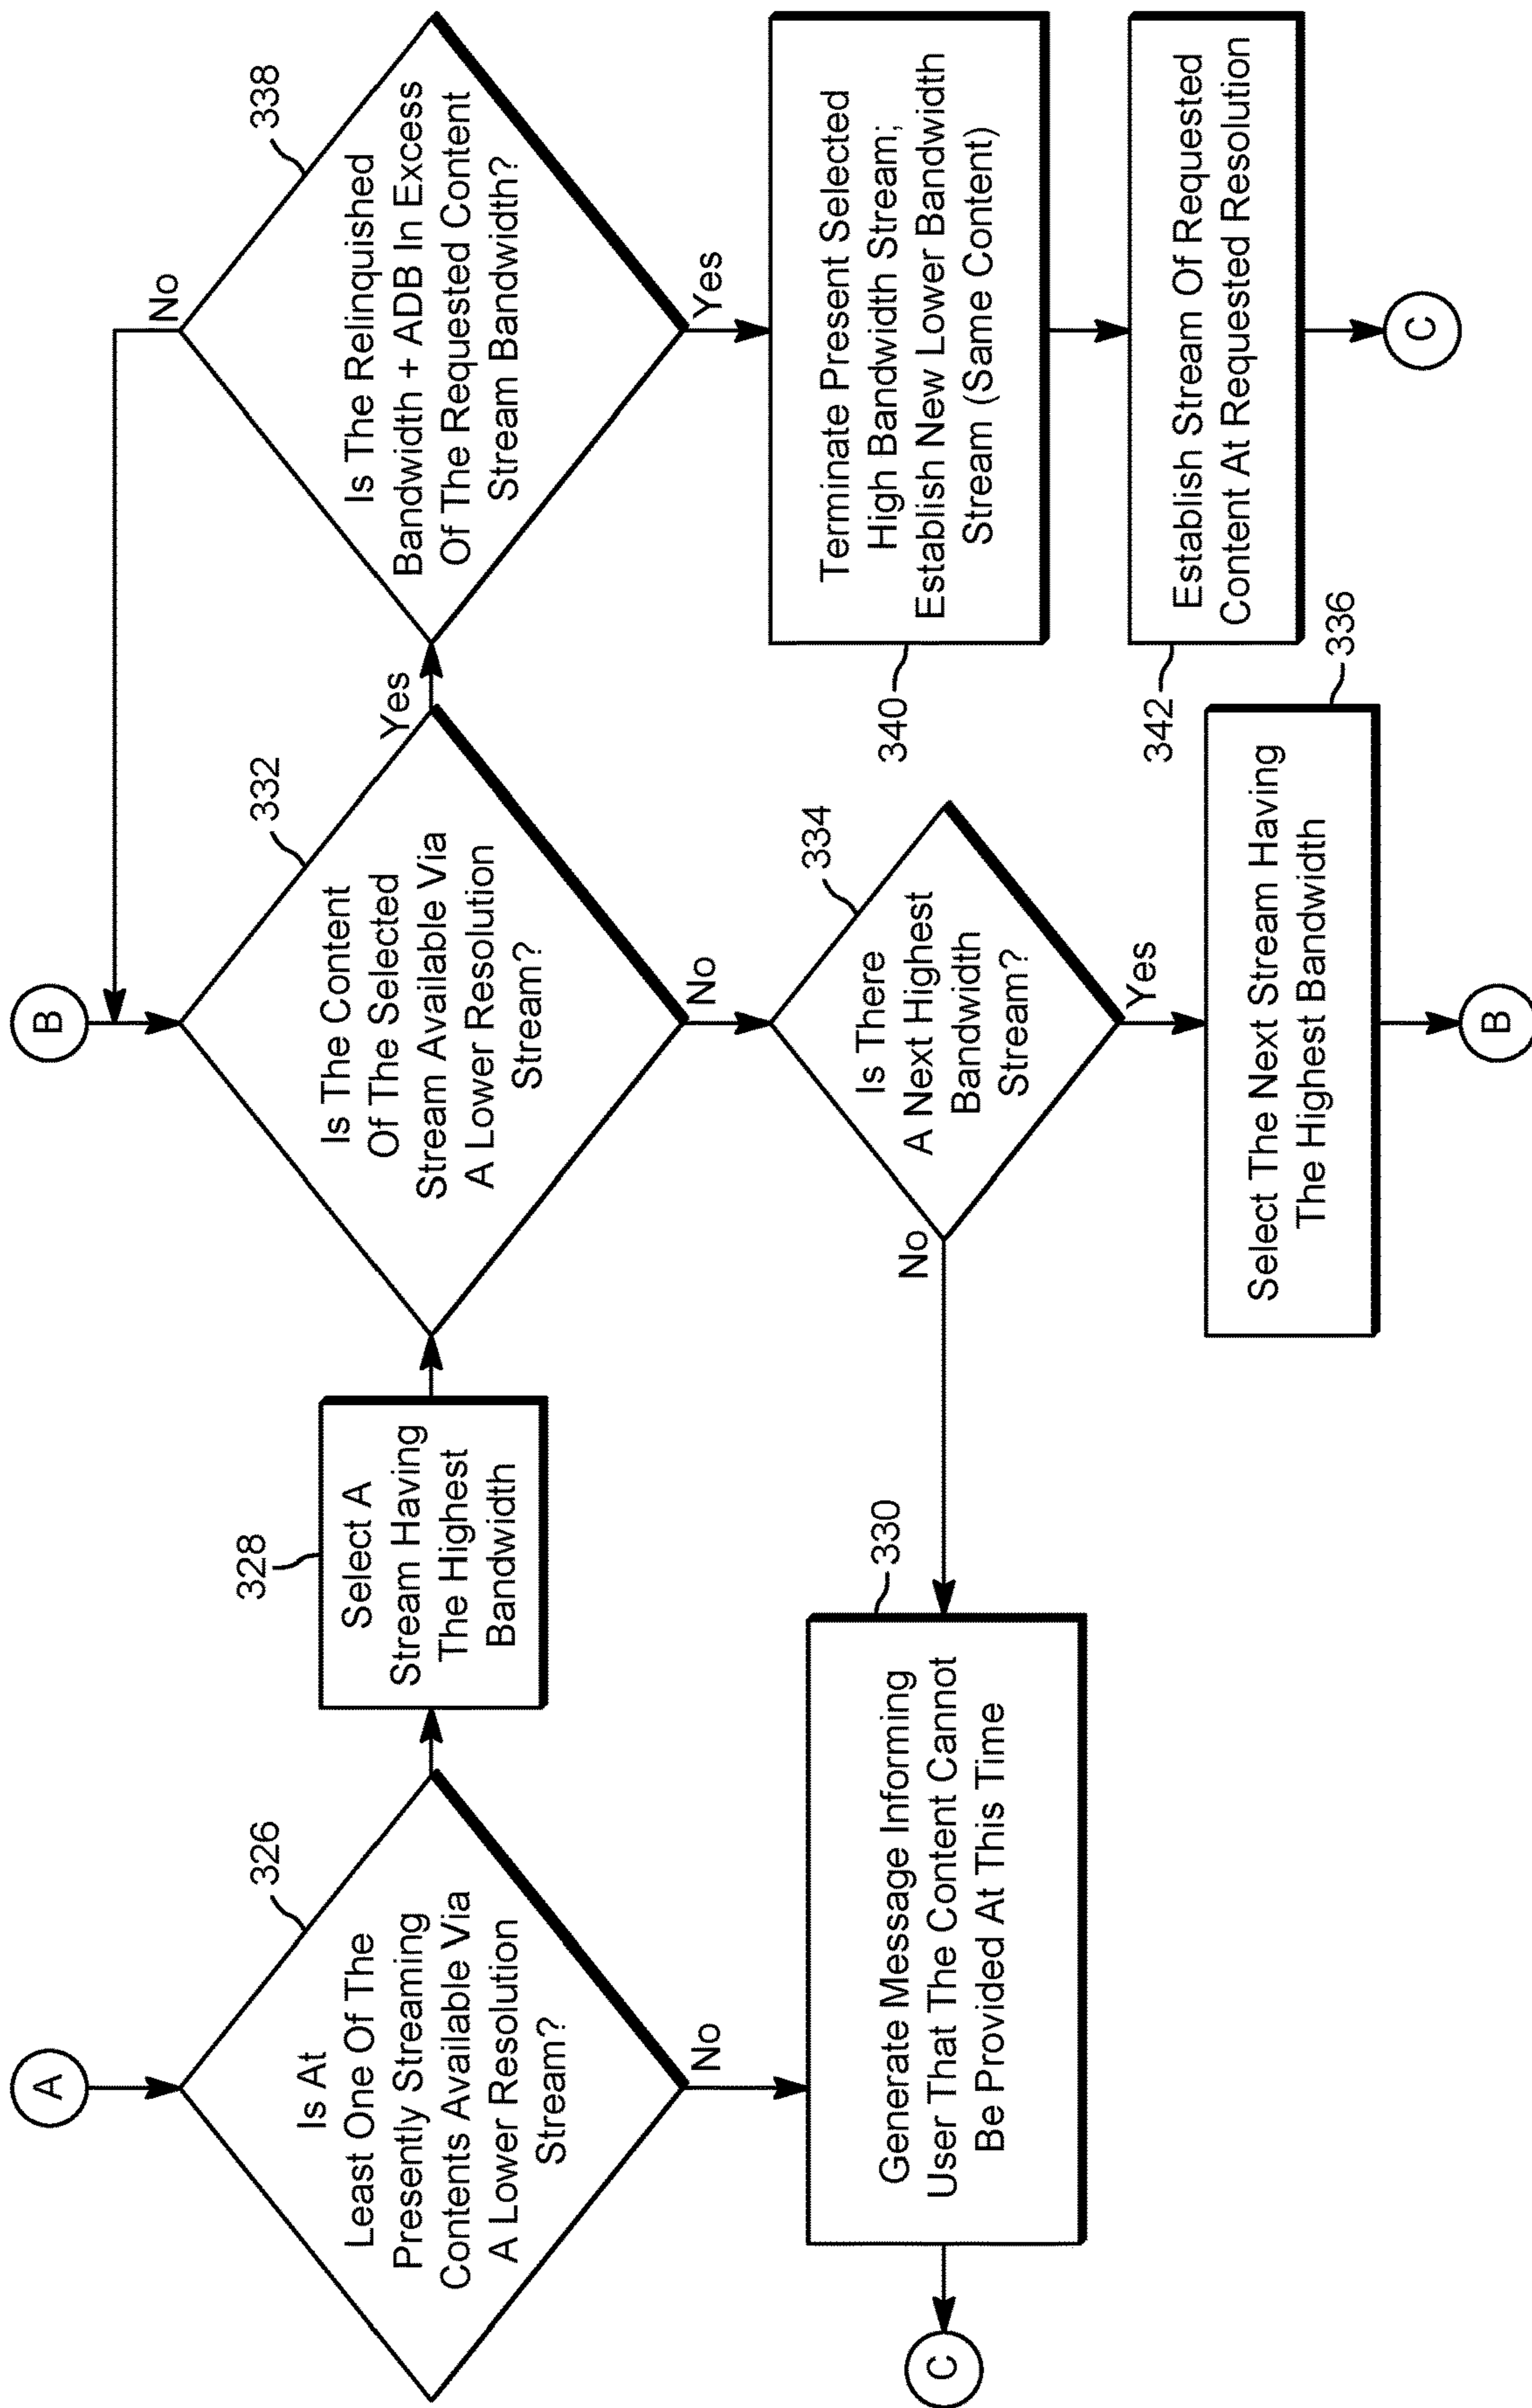 A
Is At
Least One Of The
Presently Streaming
Contents Available Via
A Lower Resolution
Stream?
326
No
328
Select A
Stream Having
The Highest
Bandwidth
B
Is The Content
Of The Selected
Stream Available Via
A Lower Resolution
Stream?
332
Yes
No
Is The Relinquished
Bandwidth + ADB In Excess
Of The Requested Content
Stream Bandwidth?
338
No
Yes
Generate Message Informing
User That The Content Cannot
Be Provided At This Time
330
C
Is There
A Next Highest
Bandwidth
Stream?
334
No
Yes
Terminate Present Selected
High Bandwidth Stream;
Establish New Lower Bandwidth
Stream (Same Content)
340
Select The Next Stream Having
The Highest Bandwidth
336
B
Establish Stream Of Requested
Content At Requested Resolution
342
C